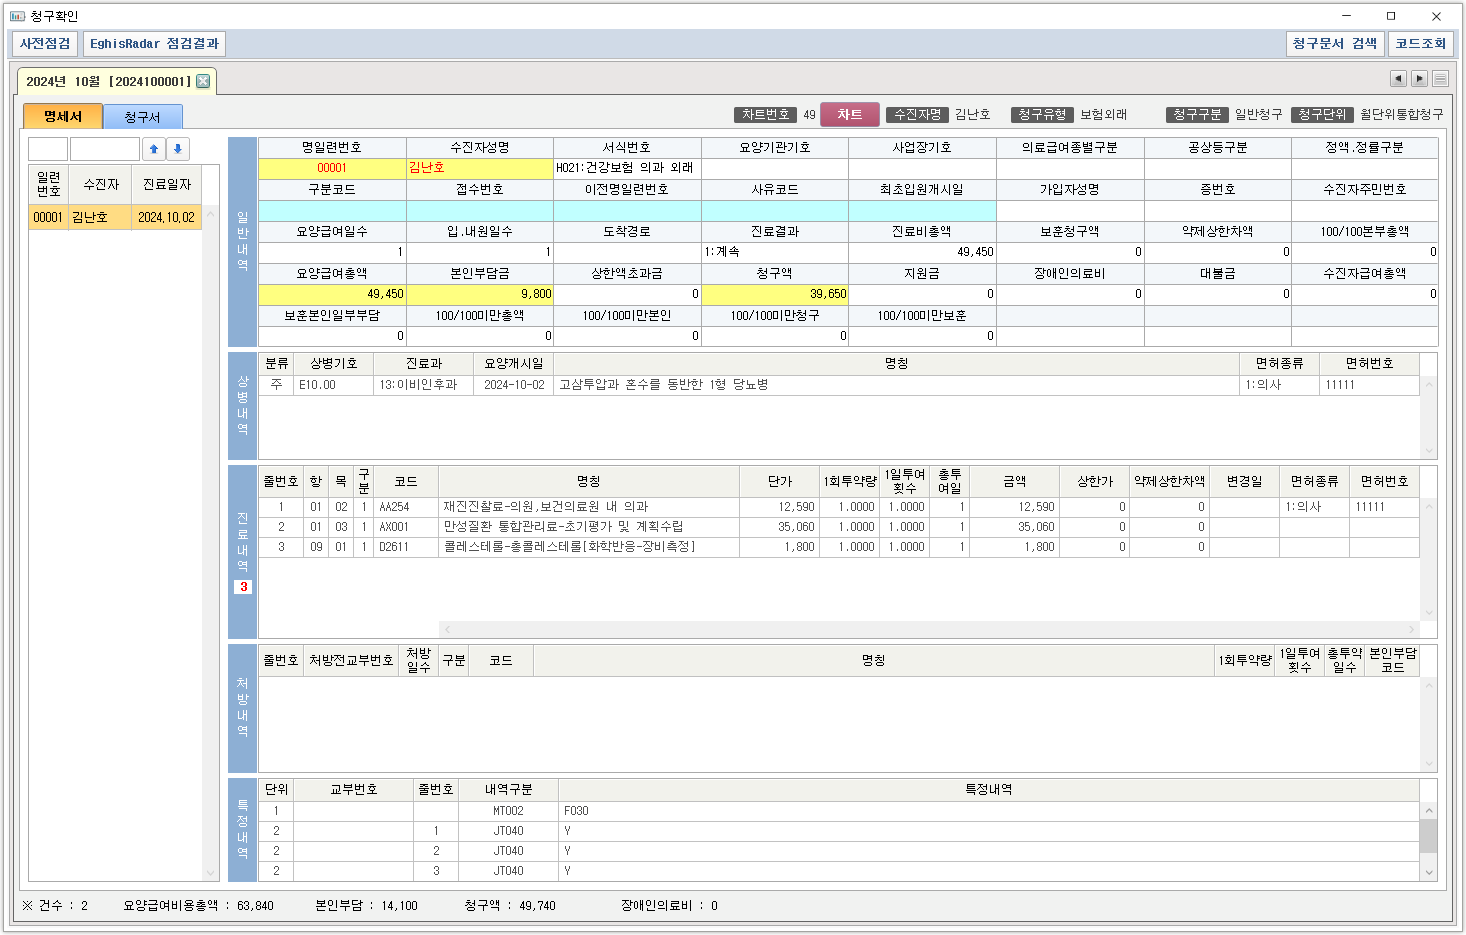 청구확인
사전점검 EghisRadar 점검결과 청구문서 검색 코드조회
2024년 10월 [2024100001]
명세서 청구서 차트번호 49 차트 수진자명 김난호 청구유형 보험외래 청구구분 일반청구 청구단위 월단위통합청구
일련번호 수진자 진료일자
00001 김난호 2024.10.02
일반내역
명일련번호 수진자성명 서식번호 요양기관기호 사업장기호 의료급여종별구분 공상등구분 정액.정률구분
00001 김난호 H021:건강보험 의과 외래
구분코드 접수번호 이전명일련번호 사유코드 최초입원개시일 가입자성명 증번호 수진자주민번호
요양급여일수 입.내원일수 도착경로 진료결과 진료비총액 보훈청구액 약제상한차액 100/100본부총액
1 1 1:계속 49,450 0 0 0
요양급여총액 본인부담금 상한액초과금 청구액 지원금 장애인의료비 대불금 수진자급여총액
49,450 9,800 0 39,650 0 0 0 0
보훈본인일부부담 100/100미만총액 100/100미만본인 100/100미만청구 100/100미만보훈
0 0 0 0 0
상병내역
분류 상병기호 진료과 요양개시일 명칭 면허종류 면허번호
주 E10.00 13:이비인후과 2024-10-02 고삼투압과 혼수를 동반한 1형 당뇨병 1:의사 11111
진료내역 3
줄번호 항 목 구분 코드 명칭 단가 1회투약량 1일투여횟수 총투여일 금액 상한가 약제상한차액 변경일 면허종류 면허번호
1 01 02 1 AA254 재진진찰료-의원,보건의료원 내 의과 12,590 1.0000 1.0000 1 12,590 0 0 1:의사 11111
2 01 03 1 AX001 만성질환 통합관리료-초기평가 및 계획수립 35,060 1.0000 1.0000 1 35,060 0 0
3 09 01 1 D2611 콜레스테롤-총콜레스테롤[화학반응-장비측정] 1,800 1.0000 1.0000 1 1,800 0 0
처방내역
줄번호 처방전교부번호 처방일수 구분 코드 명칭 1회투약량 1일투여횟수 총투약일수 본인부담코드
특정내역
단위 교부번호 줄번호 내역구분 특정내역
1 MT002 F030
2 1 JT040 Y
2 2 JT040 Y
2 3 JT040 Y
※ 건수 : 2 요양급여비용총액 : 63,840 본인부담 : 14,100 청구액 : 49,740 장애인의료비 : 0